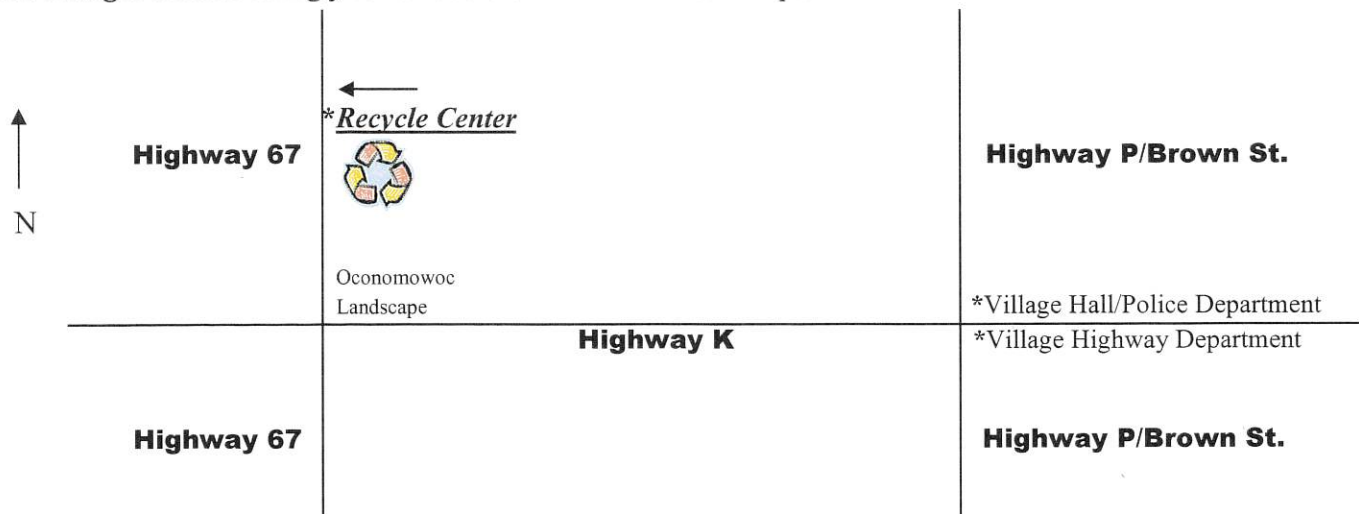 *Recycle Center
Highway 67
Highway P/Brown St.
N
Oconomowoc
Landscape
*Village Hall/Police Department
Highway K
*Village Highway Department
Highway 67
Highway P/Brown St.